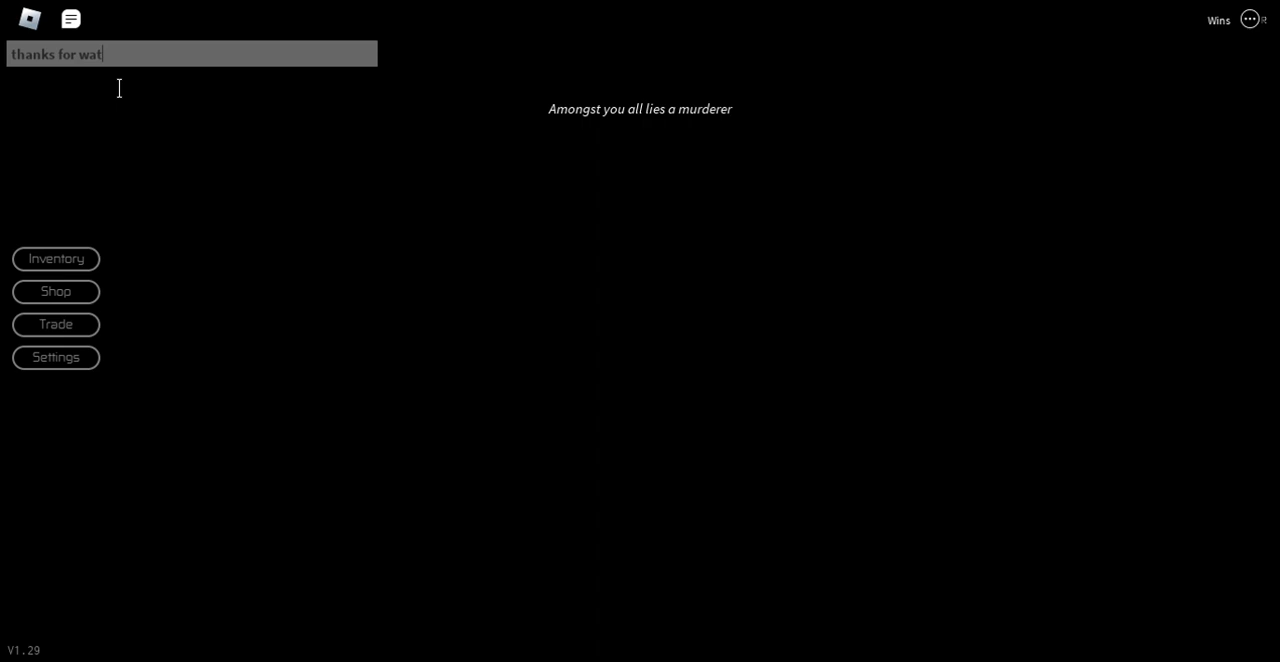 Wins
R
thanks for wat
Amongst you all lies a murderer
Inventory
Shop
Trade
Settings
V1.29